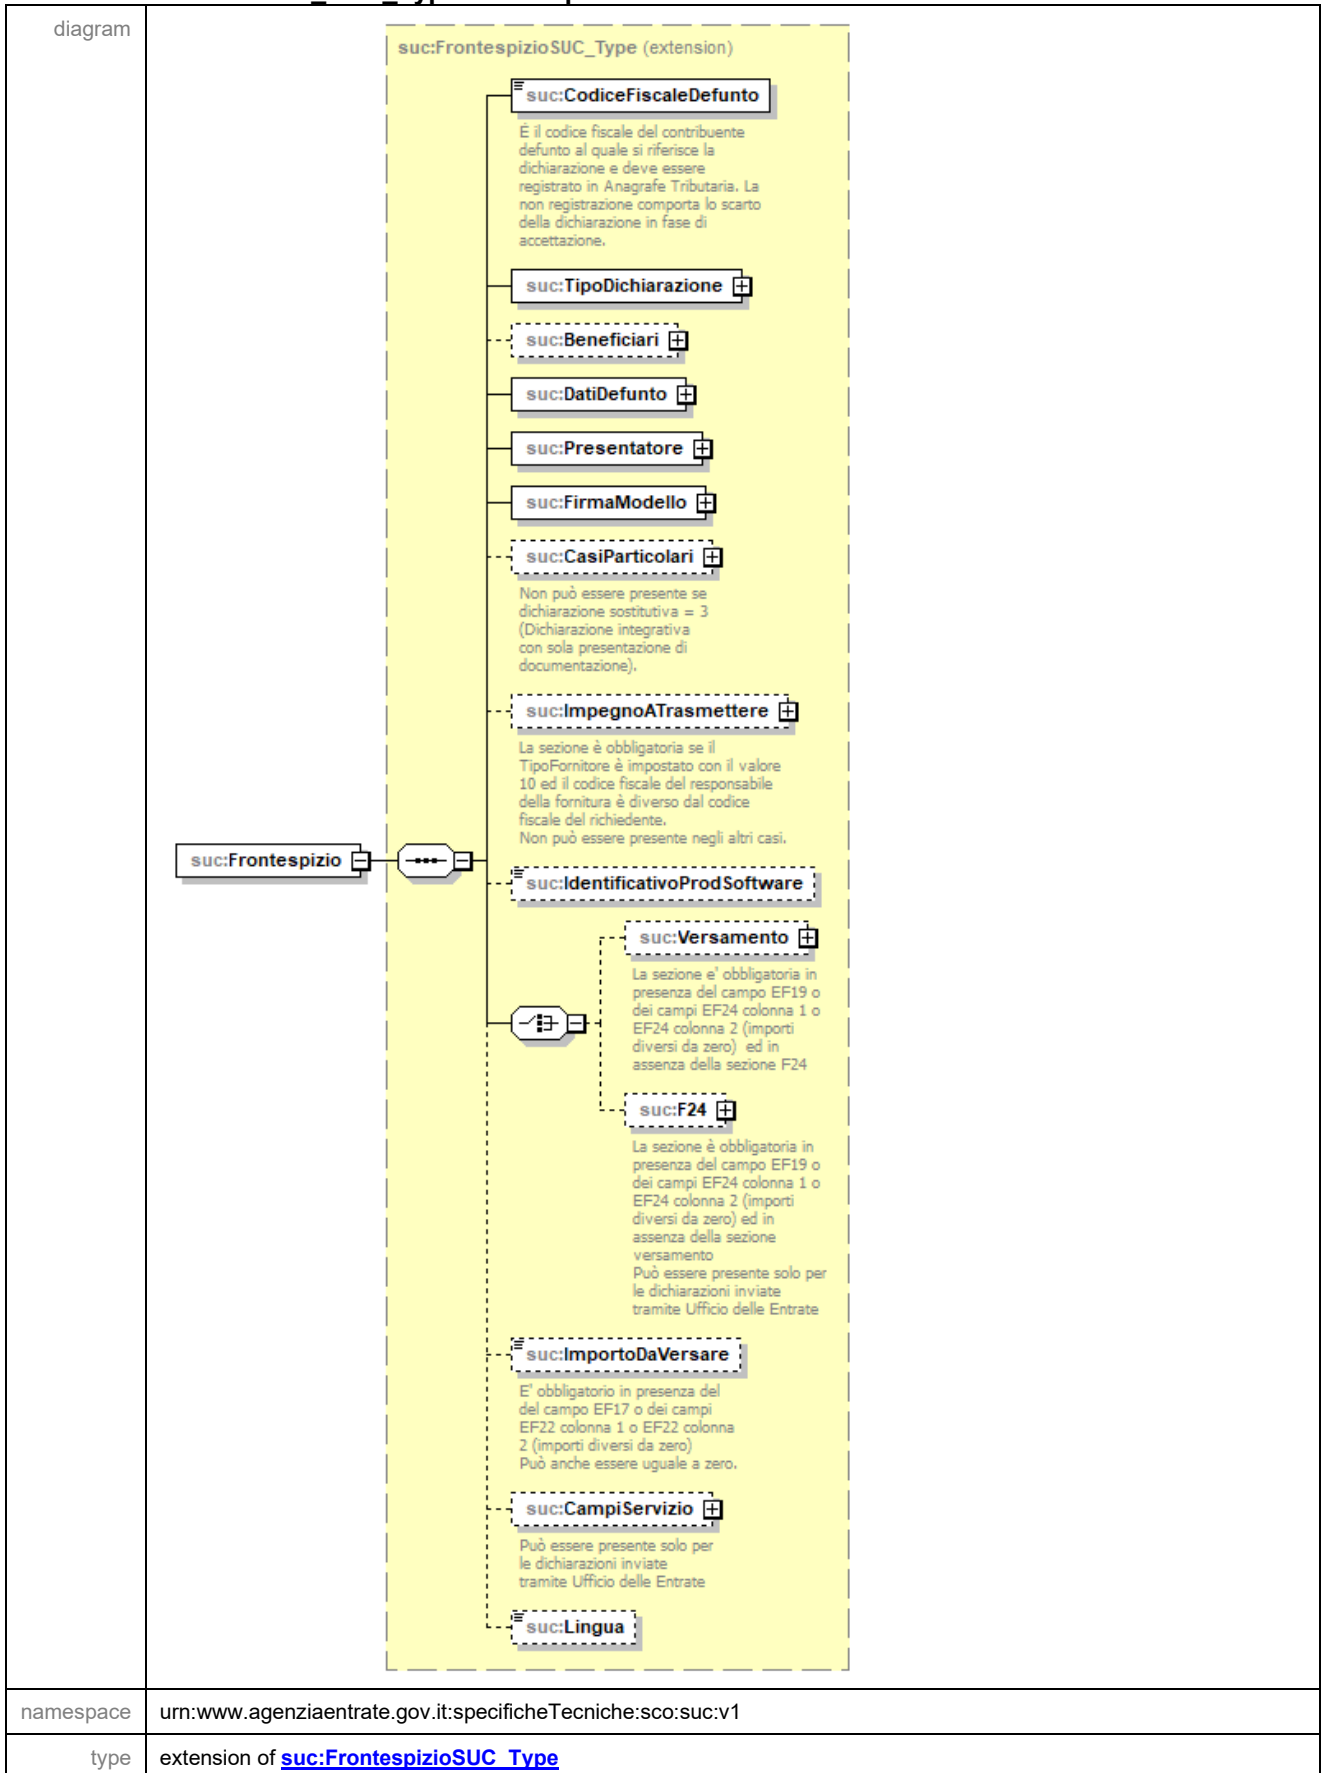 diagram
suc:FrontespizioSUC_Type (extension)
suc:CodiceFiscaleDefunto
È il codice fiscale del contribuente
defunto al quale si riferisce la
dichiarazione e deve essere
registrato in Anagrafe Tributaria. La
non registrazione comporta lo scarto
della dichiarazione in fase di
accettazione.
suc:TipoDichiarazione
suc:Beneficiari
suc:DatiDefunto
suc:Presentatore
suc:FirmaModello
suc:CasiParticolari
Non può essere presente se
dichiarazione sostitutiva = 3
(Dichiarazione integrativa
con sola presentazione di
documentazione).
suc:ImpegnoATrasmettere
La sezione è obbligatoria se il
TipoFornitore è impostato con il valore
10 ed il codice fiscale del responsabile
della fornitura è diverso dal codice
fiscale del richiedente.
Non può essere presente negli altri casi.
suc:Frontespizio
suc:IdentificativoProdSoftware
suc:Versamento
La sezione e' obbligatoria in
presenza del campo EF19 o
dei campi EF24 colonna 1 o
EF24 colonna 2 (importi
diversi da zero) ed in
assenza della sezione F24
suc:F24
La sezione è obbligatoria in
presenza del campo EF19 o
dei campi EF24 colonna 1 o
EF24 colonna 2 (importi
diversi da zero) ed in
assenza della sezione
versamento
Può essere presente solo per
le dichiarazioni inviate
tramite Ufficio delle Entrate
suc:ImportoDaVersare
E' obbligatorio in presenza del
del campo EF17 o dei campi
EF22 colonna 1 o EF22 colonna
2 (importi diversi da zero)
Può anche essere uguale a zero.
suc:CampiServizio
Può essere presente solo per
le dichiarazioni inviate
tramite Ufficio delle Entrate
suc:Lingua
namespace
urn:www.agenziaentrate.gov.it:specificheTecniche:sco:suc:v1
type
extension of suc:FrontespizioSUC_Type